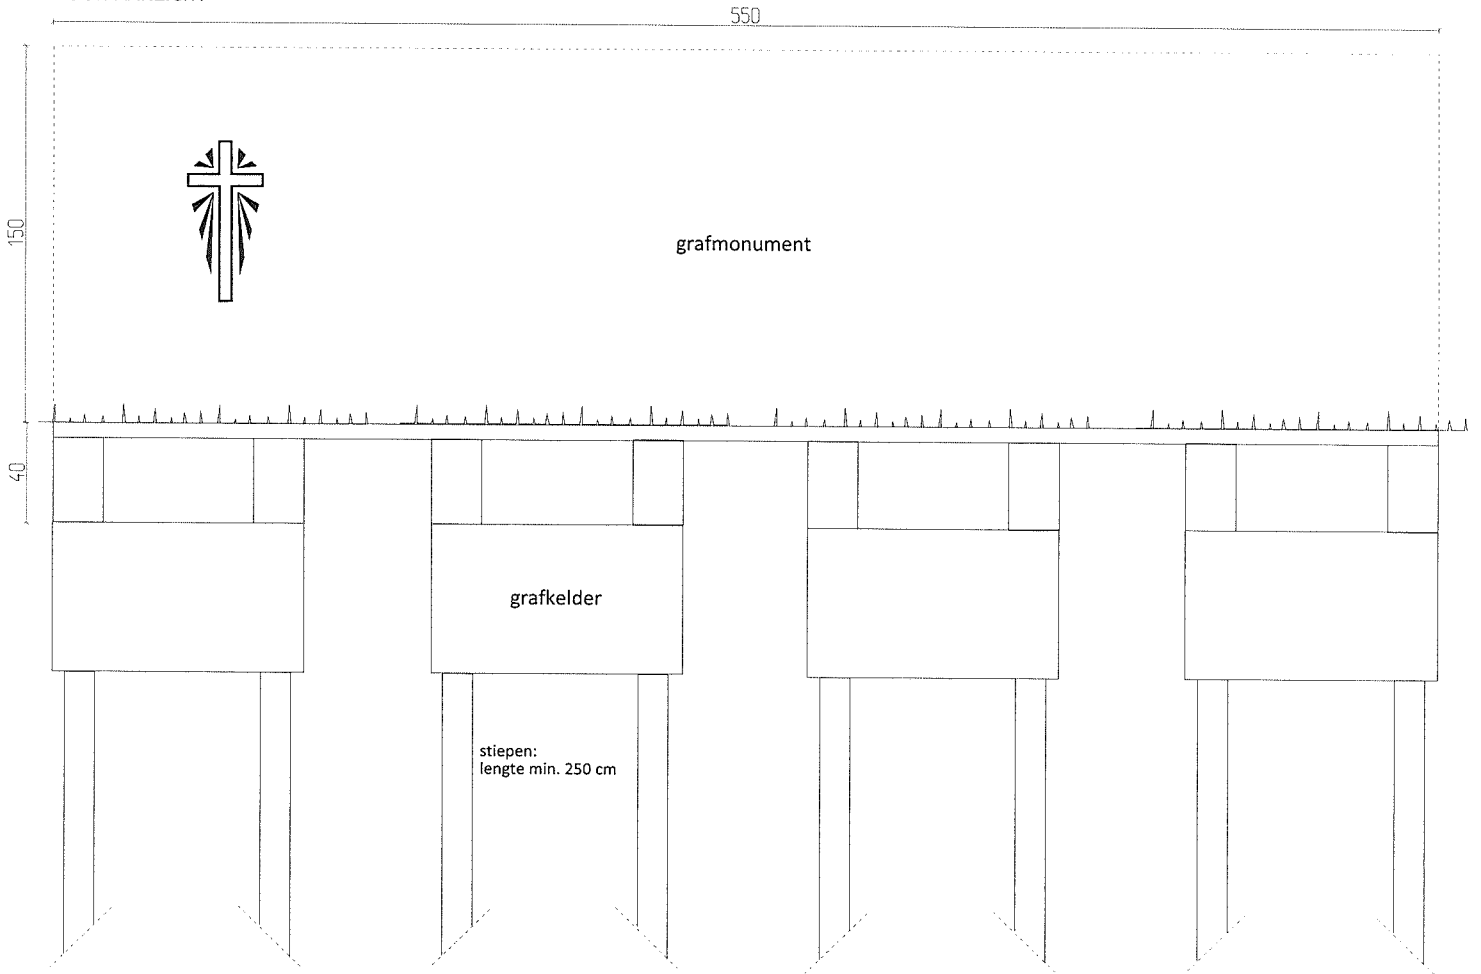 550
150
grafmonument
40
grafkelder
stiepen:
lengte min. 250 cm